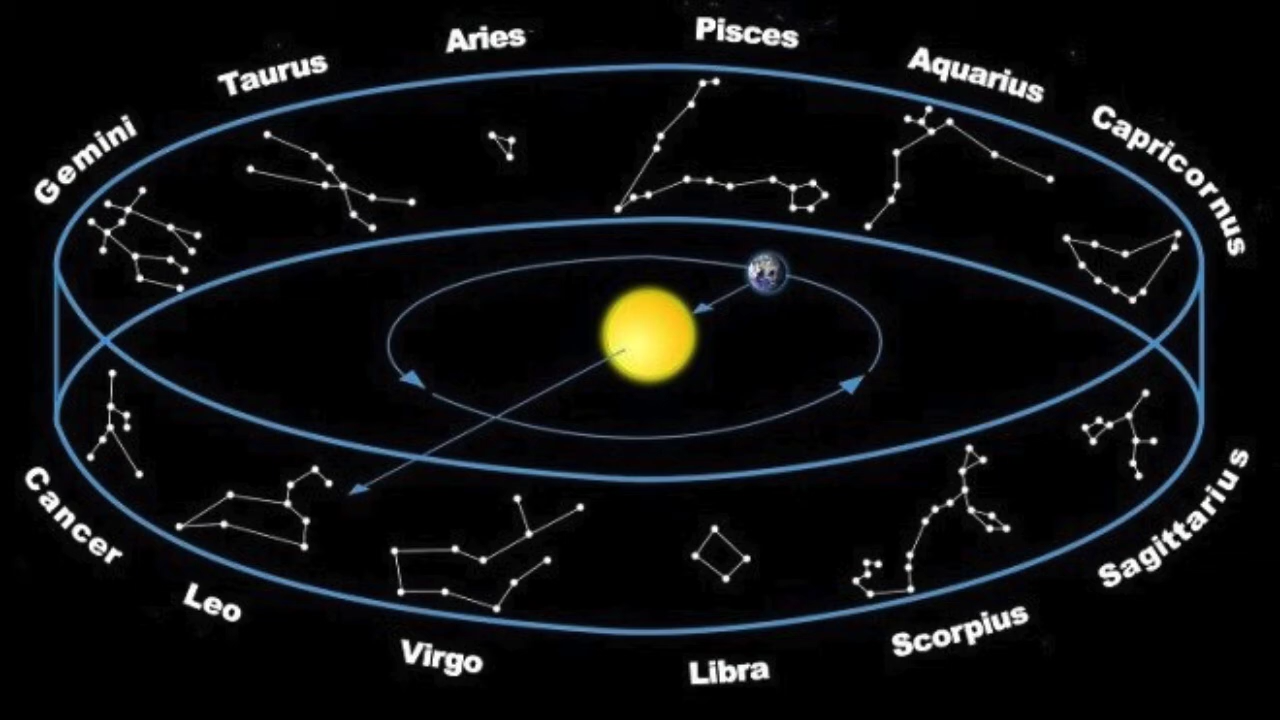 Aries
Pisces
Taurus
Aquarius
Gemini
Capricornus
Cancer
Sagittarius
Leo
Scorpius
Virgo
Libra